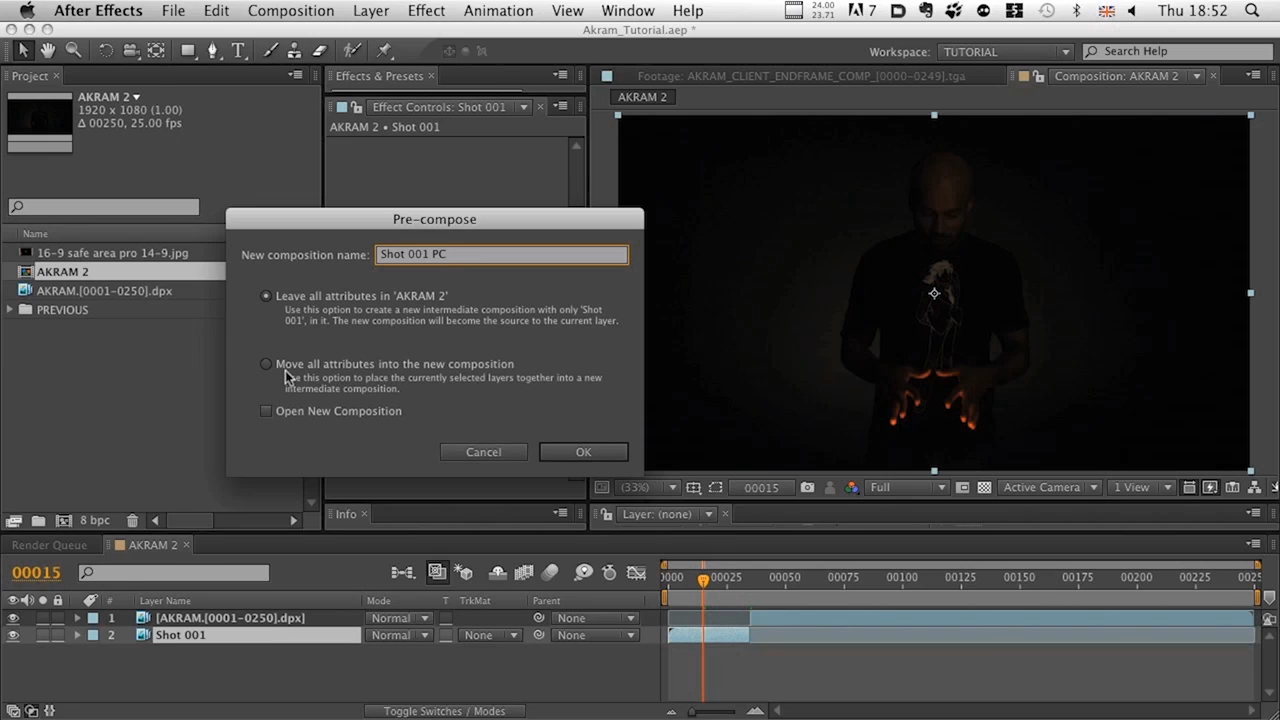 After Effects File Edit Composition Layer Effect Animation View Window Help 24.00 23.71 7 Thu 18:52
Akram_Tutorial.aep *
T Workspace: TUTORIAL Search Help
Project × Effects & Presets × Footage: AKRAM_CLIENT_ENDFRAME_COMP_[0000-0249].tga Composition: AKRAM 2
AKRAM 2
1920 x 1080 (1.00)
Δ 00250, 25.00 fps
Effect Controls: Shot 001
AKRAM 2 • Shot 001
AKRAM 2
Name
16-9 safe area pro 14-9.jpg
AKRAM 2
AKRAM.[0001-0250].dpx
PREVIOUS
Pre-compose
New composition name: Shot 001 PC
Leave all attributes in 'AKRAM 2'
Use this option to create a new intermediate composition with only 'Shot
001', in it. The new composition will become the source to the current layer.
Move all attributes into the new composition
this option to place the currently selected layers together into a new
intermediate composition.
Open New Composition
Cancel OK
(33%) 00015 Full Active Camera 1 View
8 bpc Info Layer: (none)
Render Queue AKRAM 2
00015
0000 00025 00050 00075 00100 00125 00150 00175 00200 00225
# Layer Name Mode T TrkMat Parent
1 [AKRAM.[0001-0250].dpx] Normal None
2 Shot 001 Normal None None
Toggle Switches / Modes